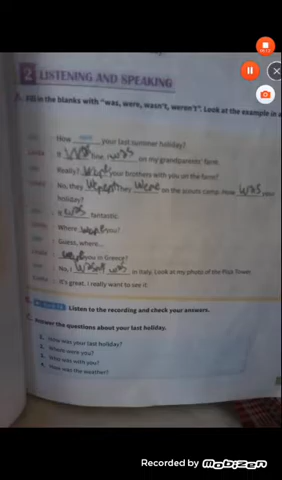 2 LISTENING AND SPEAKING
A. Fill in the blanks with "was, were, wasn't, weren't". Look at the example in
: How was your last summer holiday?
: It was fine. I was on my grandparents' farm.
: Really? were your brothers with you on the farm?
: No, they weren't They were on the scouts camp. How was your
holiday?
: It was fantastic.
: Where were you?
: Guess, where...
: were you in Greece?
: No, I wasn't was in Italy. Look at my photo of the Pisa Tower.
: It's great. I really want to see it.
B. Listen to the recording and check your answers.
C. Answer the questions about your last holiday.
1. How was your last holiday?
2. Where were you?
3. Who was with you?
4. How was the weather?
Recorded by
mobizen